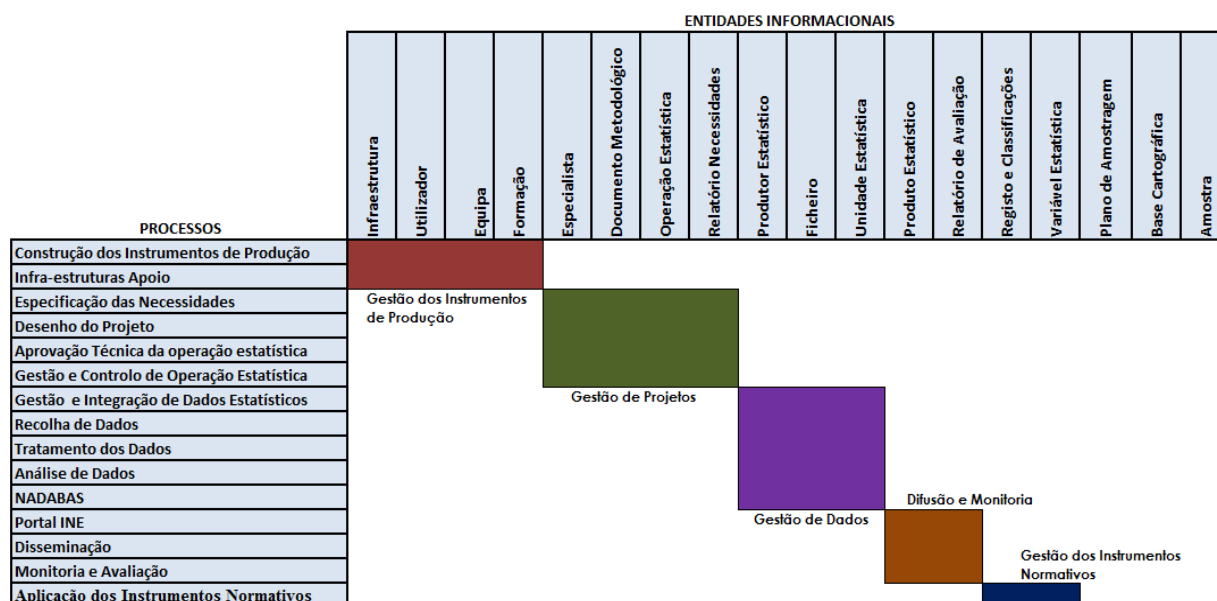 ENTIDADES INFORMACIONAIS
Infraestrutura
Utilizador
Equipa
Formação
Especialista
Documento Metodológico
Operação Estatística
Relatório Necessidades
Produtor Estatístico
Ficheiro
Unidade Estatística
Produto Estatístico
Relatório de Avaliação
Registo e Classificações
Variável Estatística
Plano de Amostragem
Base Cartográfica
Amostra
PROCESSOS
Construção dos Instrumentos de Produção
Infra-estruturas Apoio
Especificação das Necessidades
Desenho do Projeto
Aprovação Técnica da operação estatística
Gestão e Controlo de Operação Estatística
Gestão e Integração de Dados Estatísticos
Recolha de Dados
Tratamento dos Dados
Análise de Dados
NADABAS
Portal INE
Disseminação
Monitoria e Avaliação
Aplicação dos Instrumentos Normativos
Gestão dos Instrumentos
de Produção
Gestão de Projetos
Gestão de Dados
Difusão e Monitoria
Gestão dos Instrumentos
Normativos